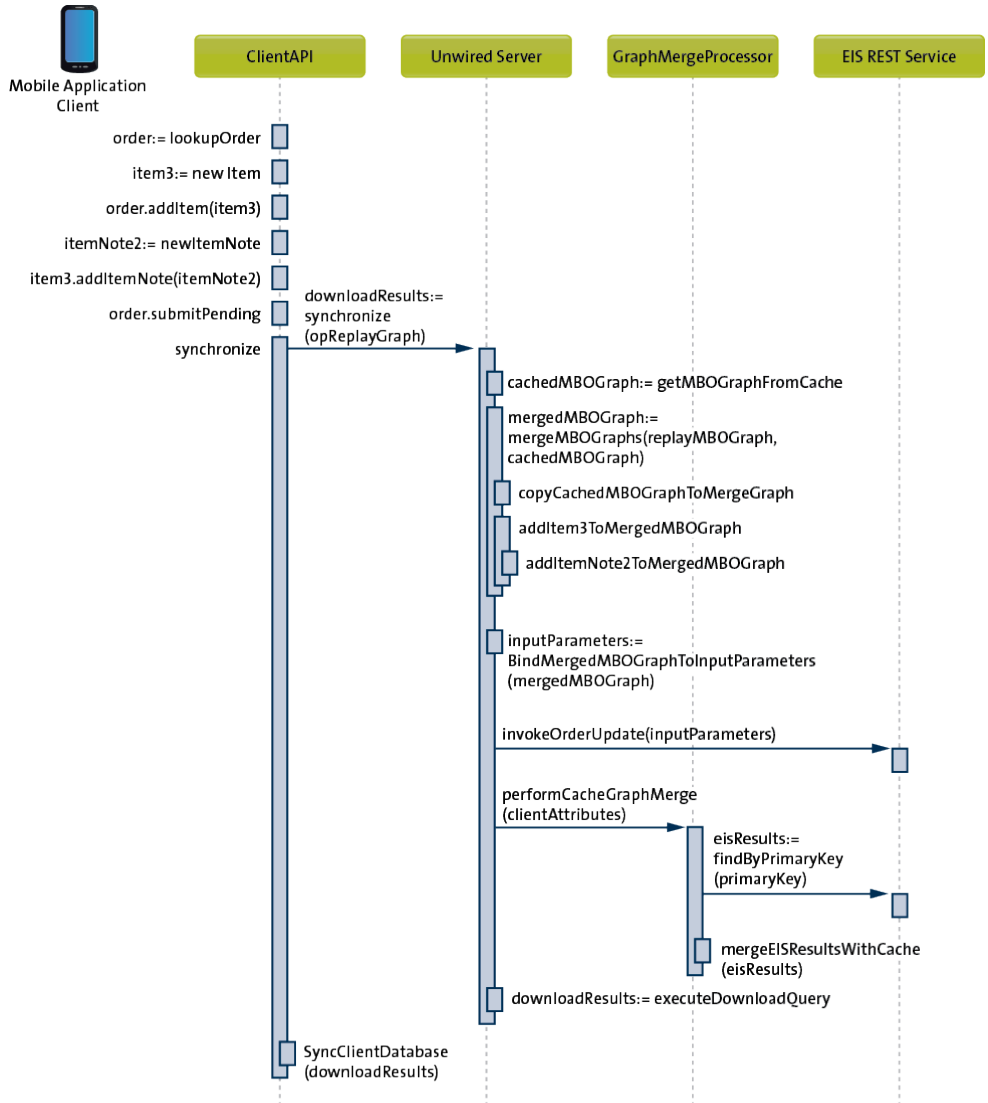 Mobile Application
Client
ClientAPI
Unwired Server
GraphMergeProcessor
EIS REST Service
order:= lookupOrder
item3:= new Item
order.addItem(item3)
itemNote2:= newItemNote
item3.addItemNote(itemNote2)
order.submitPending
downloadResults:=
synchronize
(opReplayGraph)
synchronize
cachedMBOGraph:= getMBOGraphFromCache
mergedMBOGraph:=
mergeMBOGraphs(replayMBOGraph,
cachedMBOGraph)
copyCachedMBOGraphToMergeGraph
addItem3ToMergedMBOGraph
addItemNote2ToMergedMBOGraph
inputParameters:=
BindMergedMBOGraphToInputParameters
(mergedMBOGraph)
invokeOrderUpdate(inputParameters)
performCacheGraphMerge
(clientAttributes)
eisResults:=
findByPrimaryKey
(primaryKey)
mergeEISResultsWithCache
(eisResults)
downloadResults:= executeDownloadQuery
SyncClientDatabase
(downloadResults)